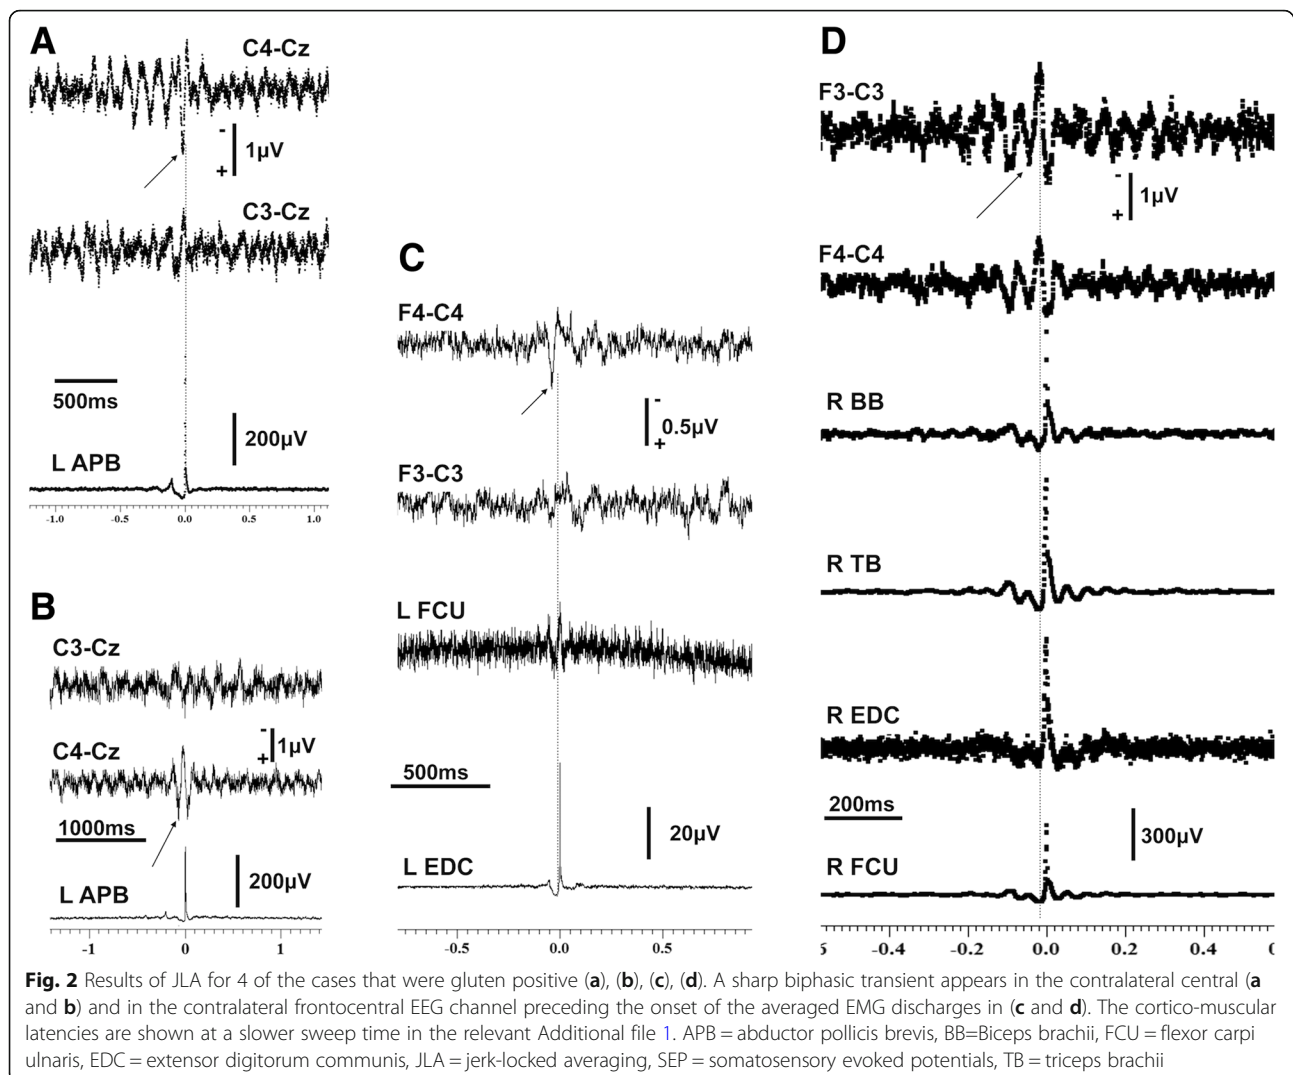 A
C4-Cz
-
1µV
+
C3-Cz
500ms
200µV
L APB
-1.0 -0.5 0.0 0.5 1.0
B
C3-Cz
-
1µV
+
C4-Cz
1000ms
200µV
L APB
-1 0 1
C
F4-C4
-
0.5µV
+
F3-C3
L FCU
500ms
20µV
L EDC
-0.5 0.0 0.5
D
F3-C3
-
1µV
+
F4-C4
R BB
R TB
R EDC
200ms
300µV
R FCU
-0.4 -0.2 0.0 0.2 0.4
Fig. 2 Results of JLA for 4 of the cases that were gluten positive (a), (b), (c), (d). A sharp biphasic transient appears in the contralateral central (a
and b) and in the contralateral frontocentral EEG channel preceding the onset of the averaged EMG discharges in (c and d). The cortico-muscular
latencies are shown at a slower sweep time in the relevant Additional file 1. APB = abductor pollicis brevis, BB=Biceps brachii, FCU = flexor carpi
ulnaris, EDC = extensor digitorum communis, JLA = jerk-locked averaging, SEP = somatosensory evoked potentials, TB = triceps brachii